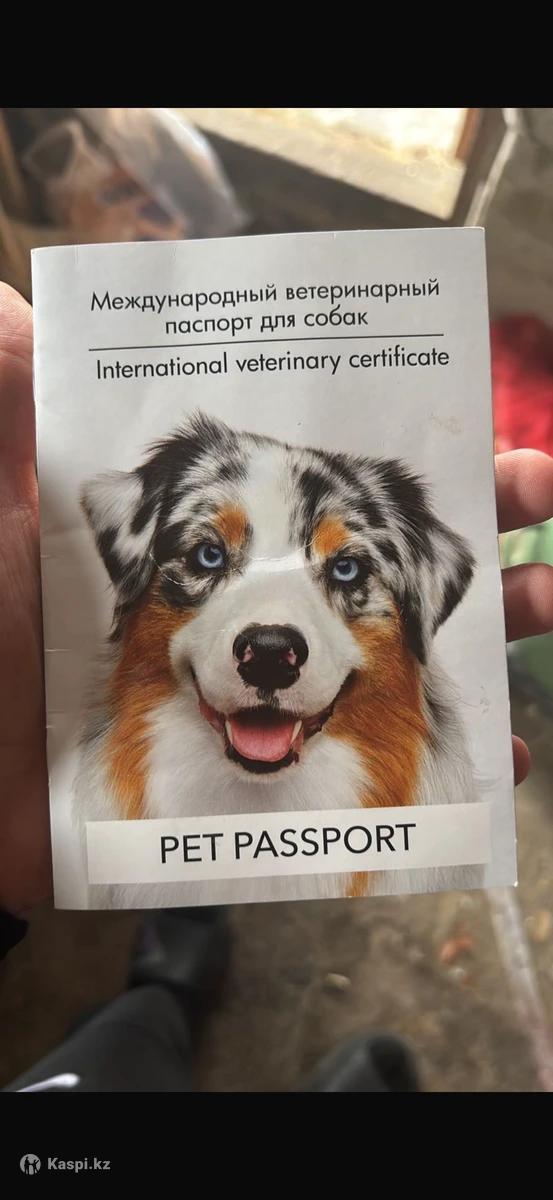 Международный ветеринарный
паспорт для собак
International veterinary certificate
PET PASSPORT
Kaspi.kz